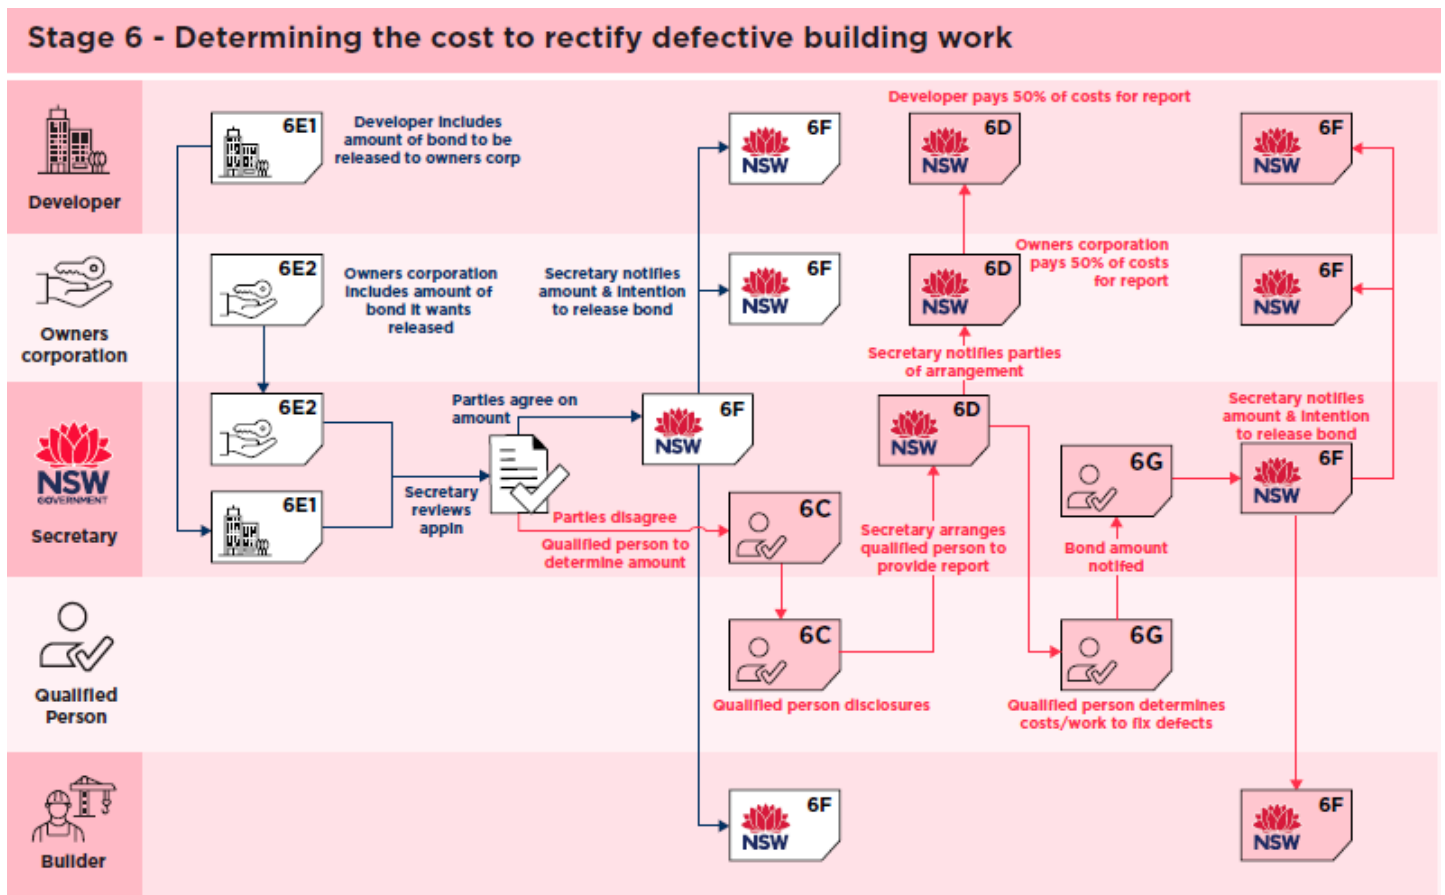 Stage 6 - Determining the cost to rectify defective building work
Developer
6E1
Developer includes
amount of bond to be
released to owners corp
6F
NSW
Developer pays 50% of costs for report
6D
NSW
6F
NSW
Owners
corporation
6E2
Owners corporation
includes amount of
bond it wants
released
Secretary notifies
amount & intention
to release bond
6F
NSW
6D
NSW
Owners corporation
pays 50% of costs
for report
6F
NSW
Secretary notifies parties
of arrangement
NSW
GOVERNMENT
Secretary
6E2
6E1
Secretary
reviews
appln
Parties agree on
amount
6F
NSW
Parties disagree
Qualified person to
determine amount
6C
6D
NSW
Secretary arranges
qualified person to
provide report
6G
Bond amount
notifed
Secretary notifies
amount & intention
to release bond
6F
NSW
Qualified
Person
6C
Qualified person disclosures
6G
Qualified person determines
costs/work to fix defects
Builder
6F
NSW
6F
NSW